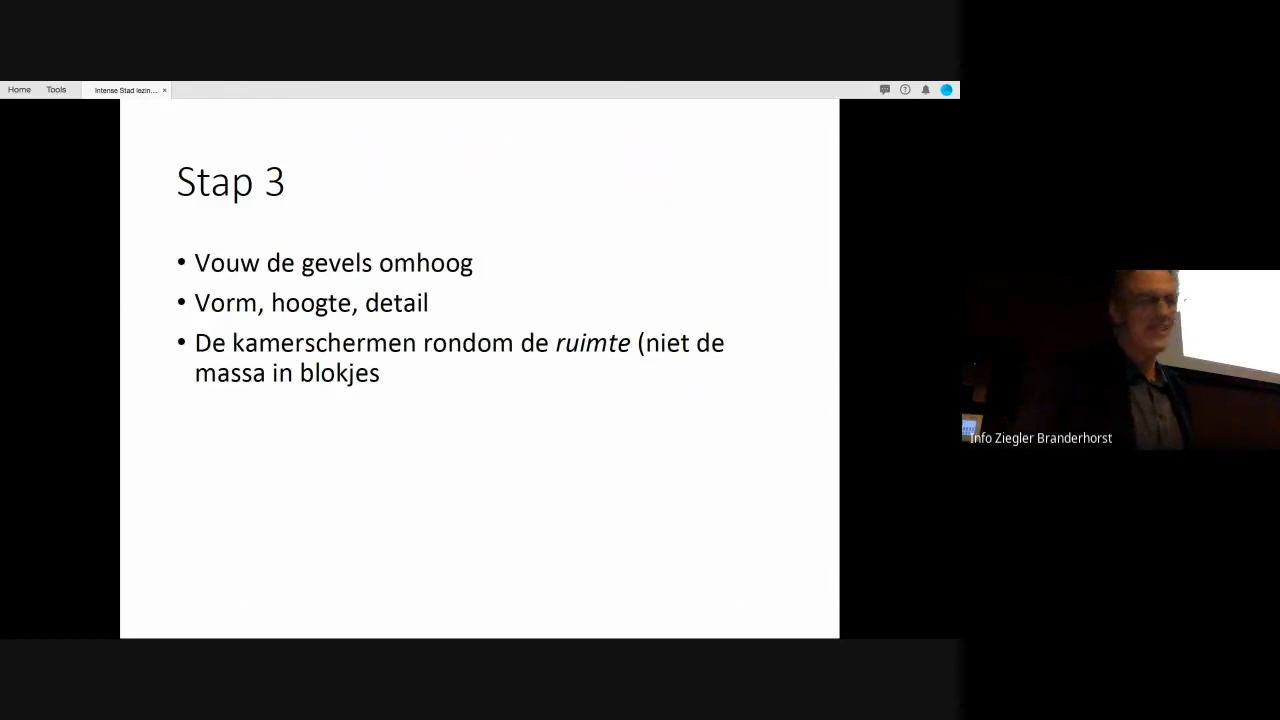 Home Tools Intense Stad lezin... ×
Stap 3
• Vouw de gevels omhoog
• Vorm, hoogte, detail
• De kamerschermen rondom de ruimte (niet de
massa in blokjes
Info Ziegler Branderhorst